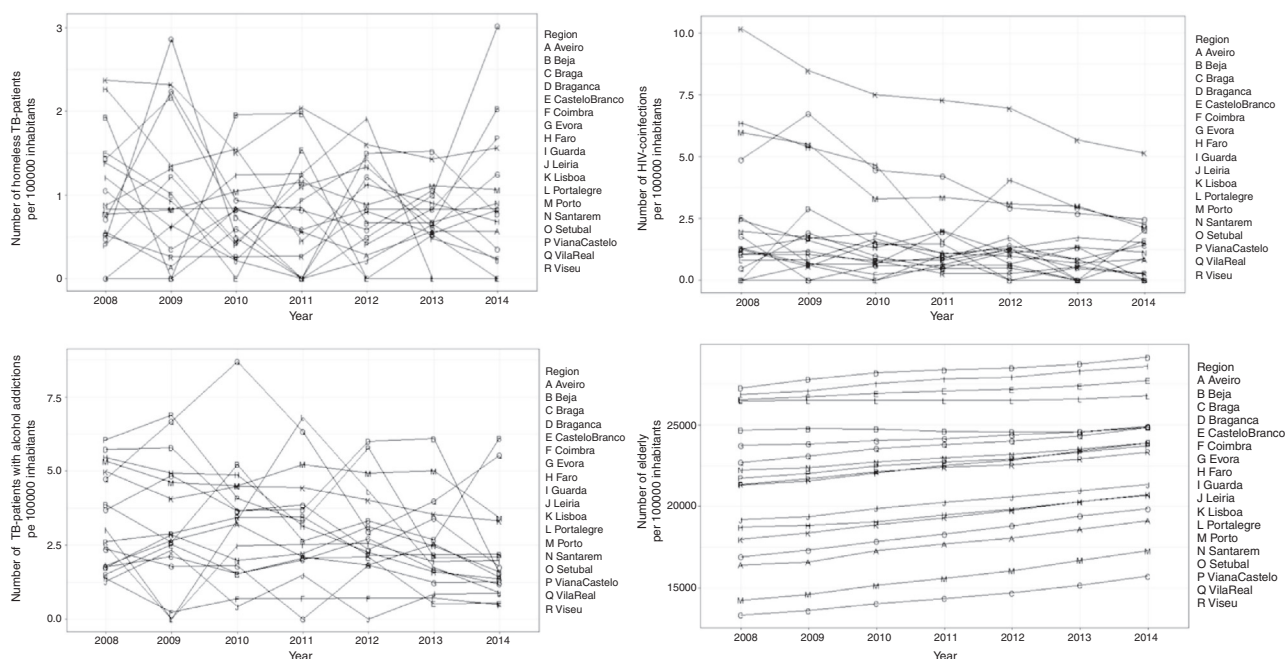 Number of homeless TB-patients
per 100000 inhabitants
3
2
1
0
2008 2009 2010 2011 2012 2013 2014
Year
Region
A Aveiro
B Beja
C Braga
D Braganca
E CasteloBranco
F Coimbra
G Evora
H Faro
I Guarda
J Leiria
K Lisboa
L Portalegre
M Porto
N Santarem
O Setubal
P VianaCastelo
Q VilaReal
R Viseu
Number of HIV-coinfections
per 100000 inhabitants
10.0
7.5
5.0
2.5
0.0
2008 2009 2010 2011 2012 2013 2014
Year
Region
A Aveiro
B Beja
C Braga
D Braganca
E CasteloBranco
F Coimbra
G Evora
H Faro
I Guarda
J Leiria
K Lisboa
L Portalegre
M Porto
N Santarem
O Setubal
P VianaCastelo
Q VilaReal
R Viseu
Number of TB-patients with alcohol addictions
per 100000 inhabitants
7.5
5.0
2.5
0.0
2008 2009 2010 2011 2012 2013 2014
Year
Region
A Aveiro
B Beja
C Braga
D Braganca
E CasteloBranco
F Coimbra
G Evora
H Faro
I Guarda
J Leiria
K Lisboa
L Portalegre
M Porto
N Santarem
O Setubal
P VianaCastelo
Q VilaReal
R Viseu
Number of elderly
per 100000 inhabitants
25000
20000
15000
2008 2009 2010 2011 2012 2013 2014
Year
Region
A Aveiro
B Beja
C Braga
D Braganca
E CasteloBranco
F Coimbra
G Evora
H Faro
I Guarda
J Leiria
K Lisboa
L Portalegre
M Porto
N Santarem
O Setubal
P VianaCastelo
Q VilaReal
R Viseu